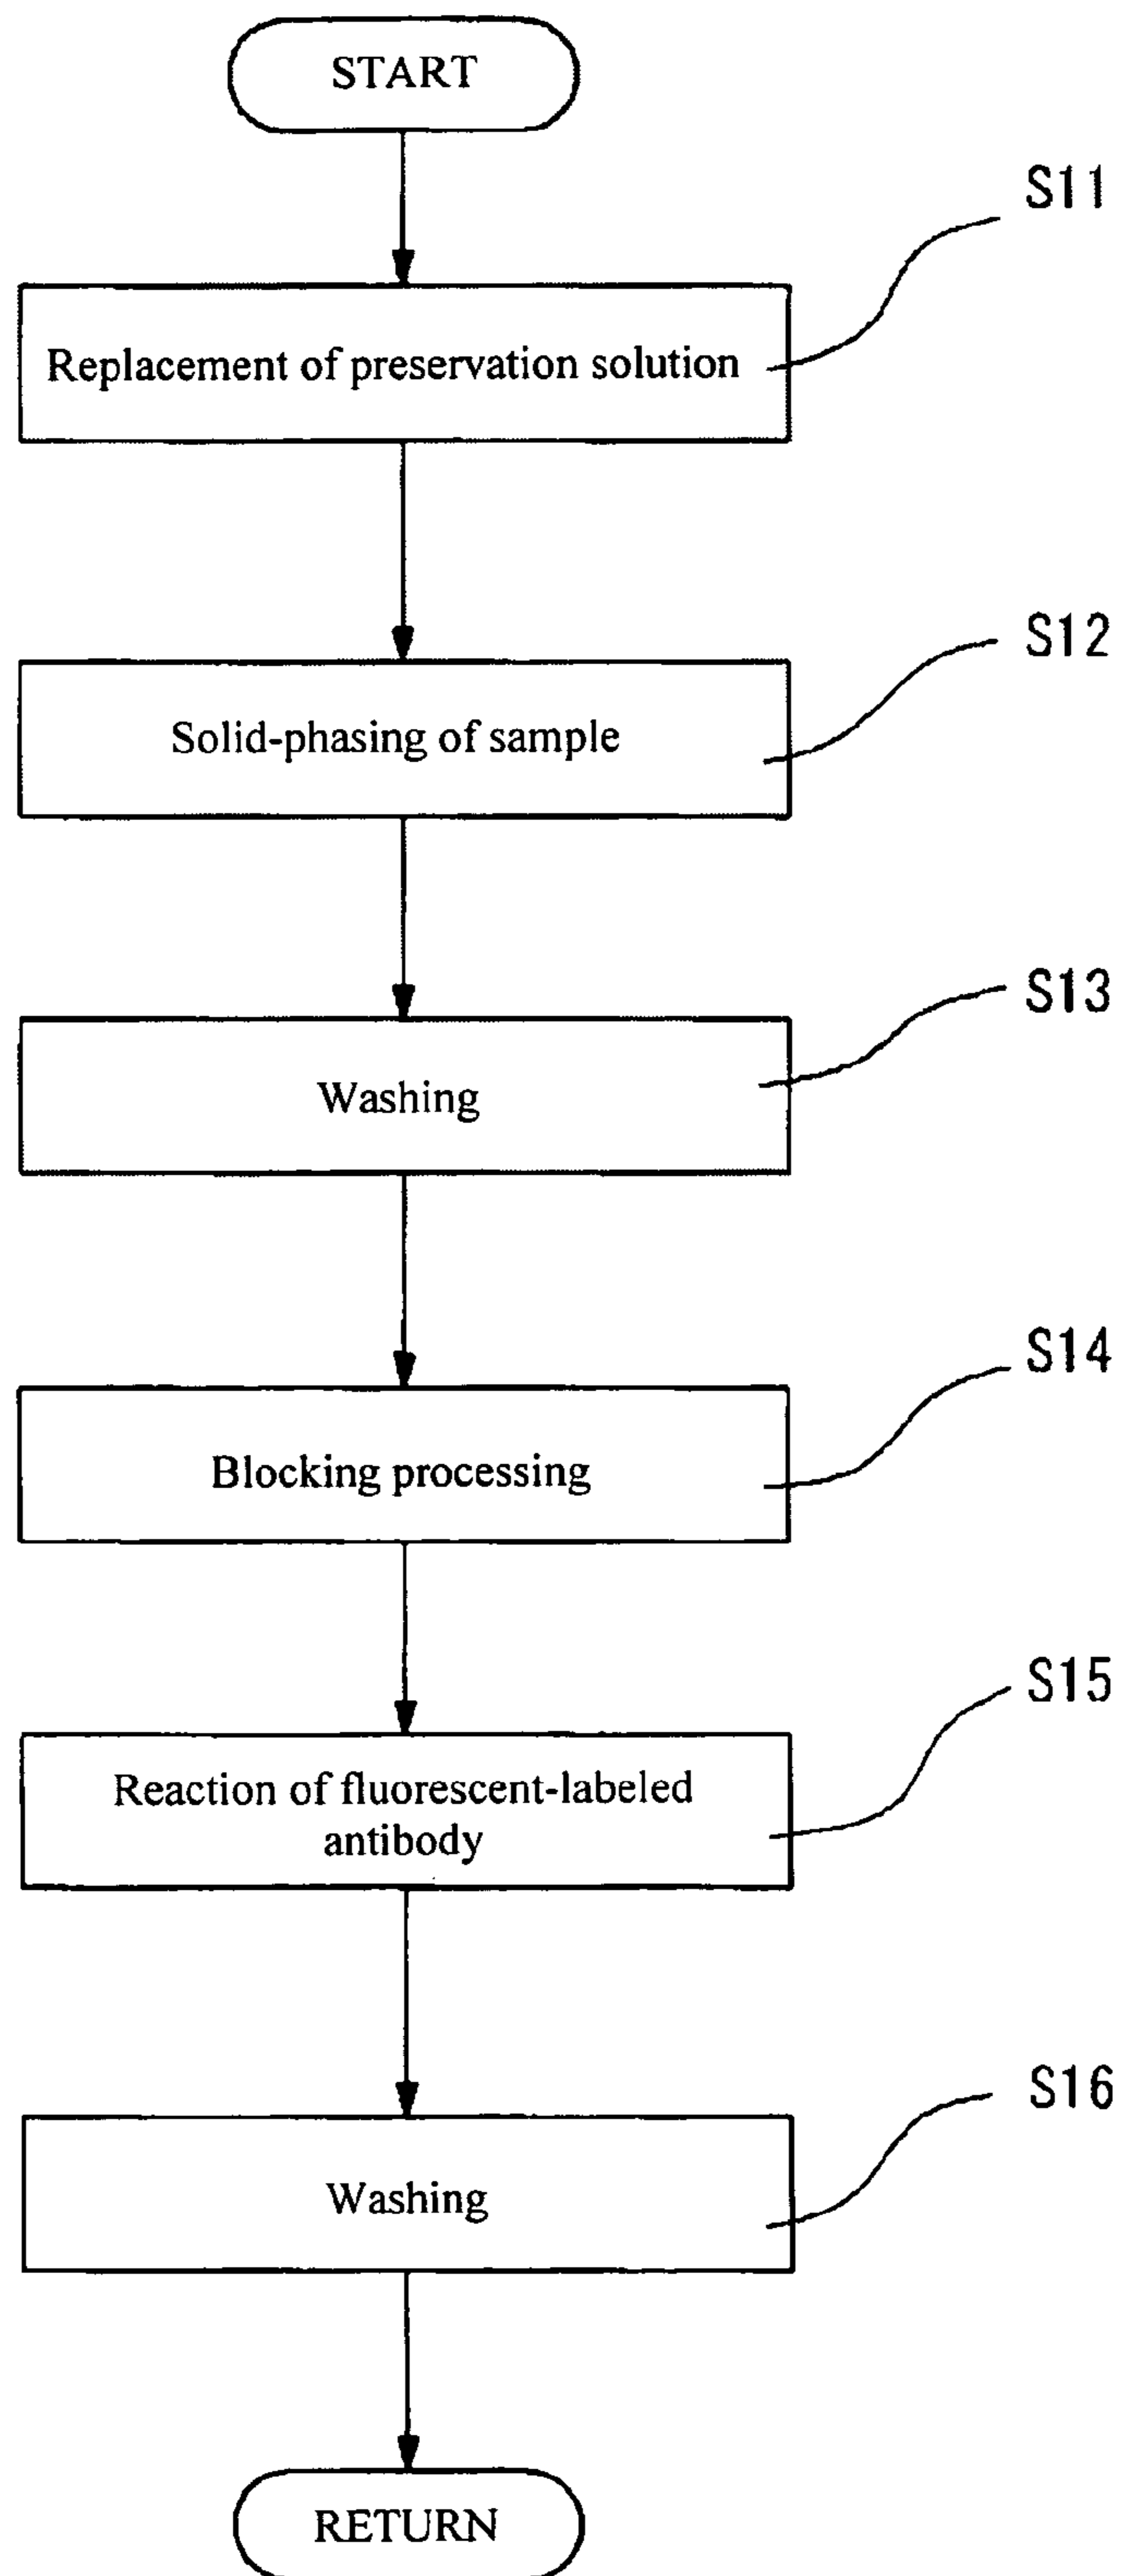 START
S11
Replacement of preservation solution
S12
Solid-phasing of sample
S13
Washing
S14
Blocking processing
S15
Reaction of fluorescent-labeled
antibody
S16
Washing
RETURN